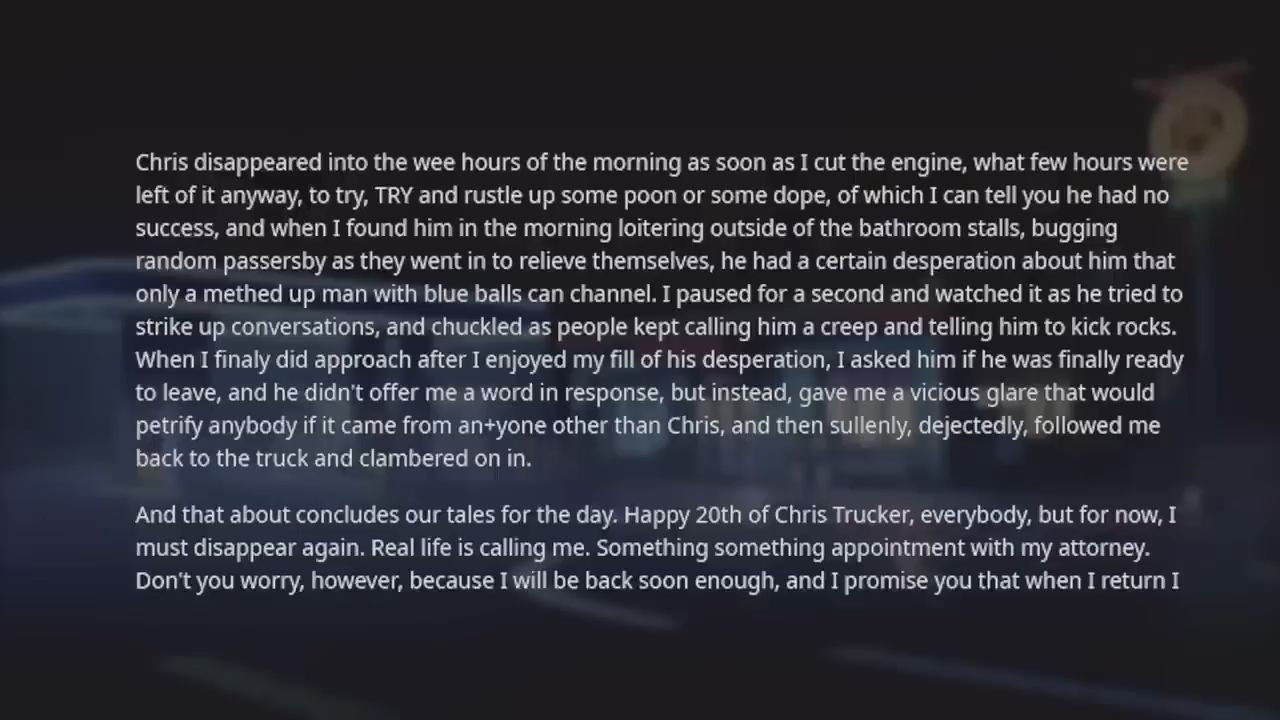 Chris disappeared into the wee hours of the morning as soon as I cut the engine, what few hours were
left of it anyway, to try, TRY and rustle up some poon or some dope, of which I can tell you he had no
success, and when I found him in the morning loitering outside of the bathroom stalls, bugging
random passersby as they went in to relieve themselves, he had a certain desperation about him that
only a methed up man with blue balls can channel. I paused for a second and watched it as he tried to
strike up conversations, and chuckled as people kept calling him a creep and telling him to kick rocks.
When I finaly did approach after I enjoyed my fill of his desperation, I asked him if he was finally ready
to leave, and he didn't offer me a word in response, but instead, gave me a vicious glare that would
petrify anybody if it came from an+yone other than Chris, and then sullenly, dejectedly, followed me
back to the truck and clambered on in.
And that about concludes our tales for the day. Happy 20th of Chris Trucker, everybody, but for now, I
must disappear again. Real life is calling me. Something something appointment with my attorney.
Don't you worry, however, because I will be back soon enough, and I promise you that when I return I